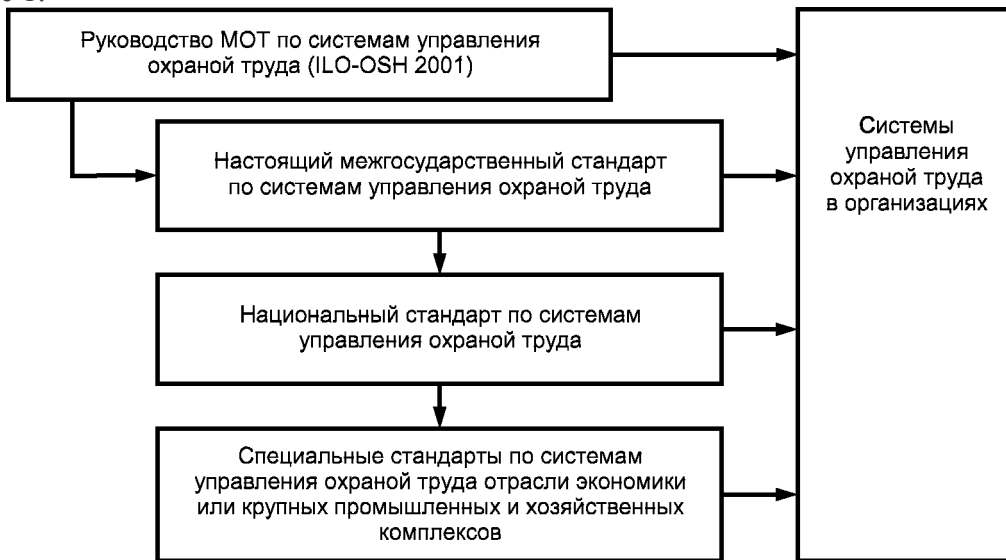 Руководство МОТ по системам управления
охраной труда (ILO-OSH 2001)
Настоящий межгосударственный стандарт
по системам управления охраной труда
Национальный стандарт по системам
управления охраной труда
Специальные стандарты по системам
управления охраной труда отрасли экономики
или крупных промышленных и хозяйственных
комплексов
Системы
управления
охраной труда
в организациях